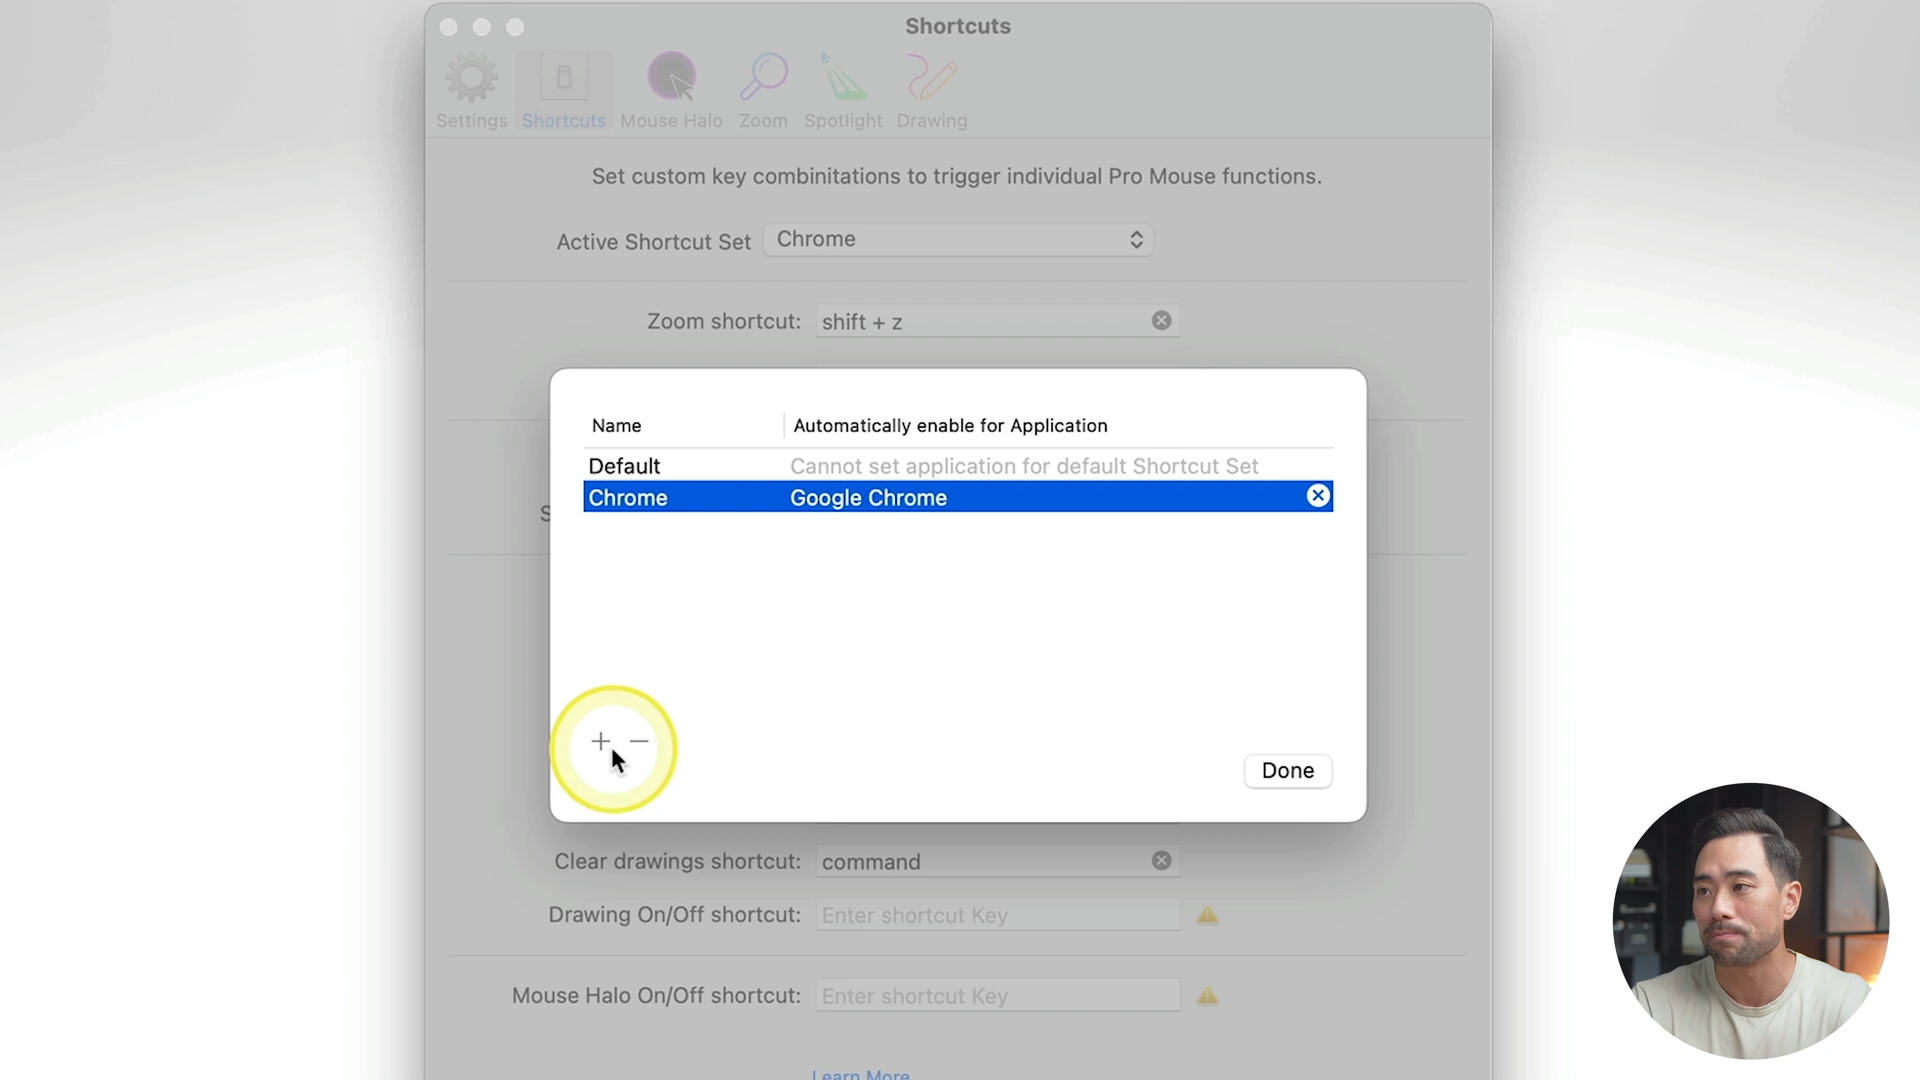 Shortcuts
Settings
Shortcuts
Mouse Halo
Zoom
Spotlight
Drawing
Set custom key combinitations to trigger individual Pro Mouse functions.
Active Shortcut Set
Chrome
Zoom shortcut:
shift + z
Name
Automatically enable for Application
Default
Cannot set application for default Shortcut Set
Chrome
Google Chrome
S
+ −
Done
Clear drawings shortcut:
command
Drawing On/Off shortcut:
Enter shortcut Key
Mouse Halo On/Off shortcut:
Enter shortcut Key
Learn More